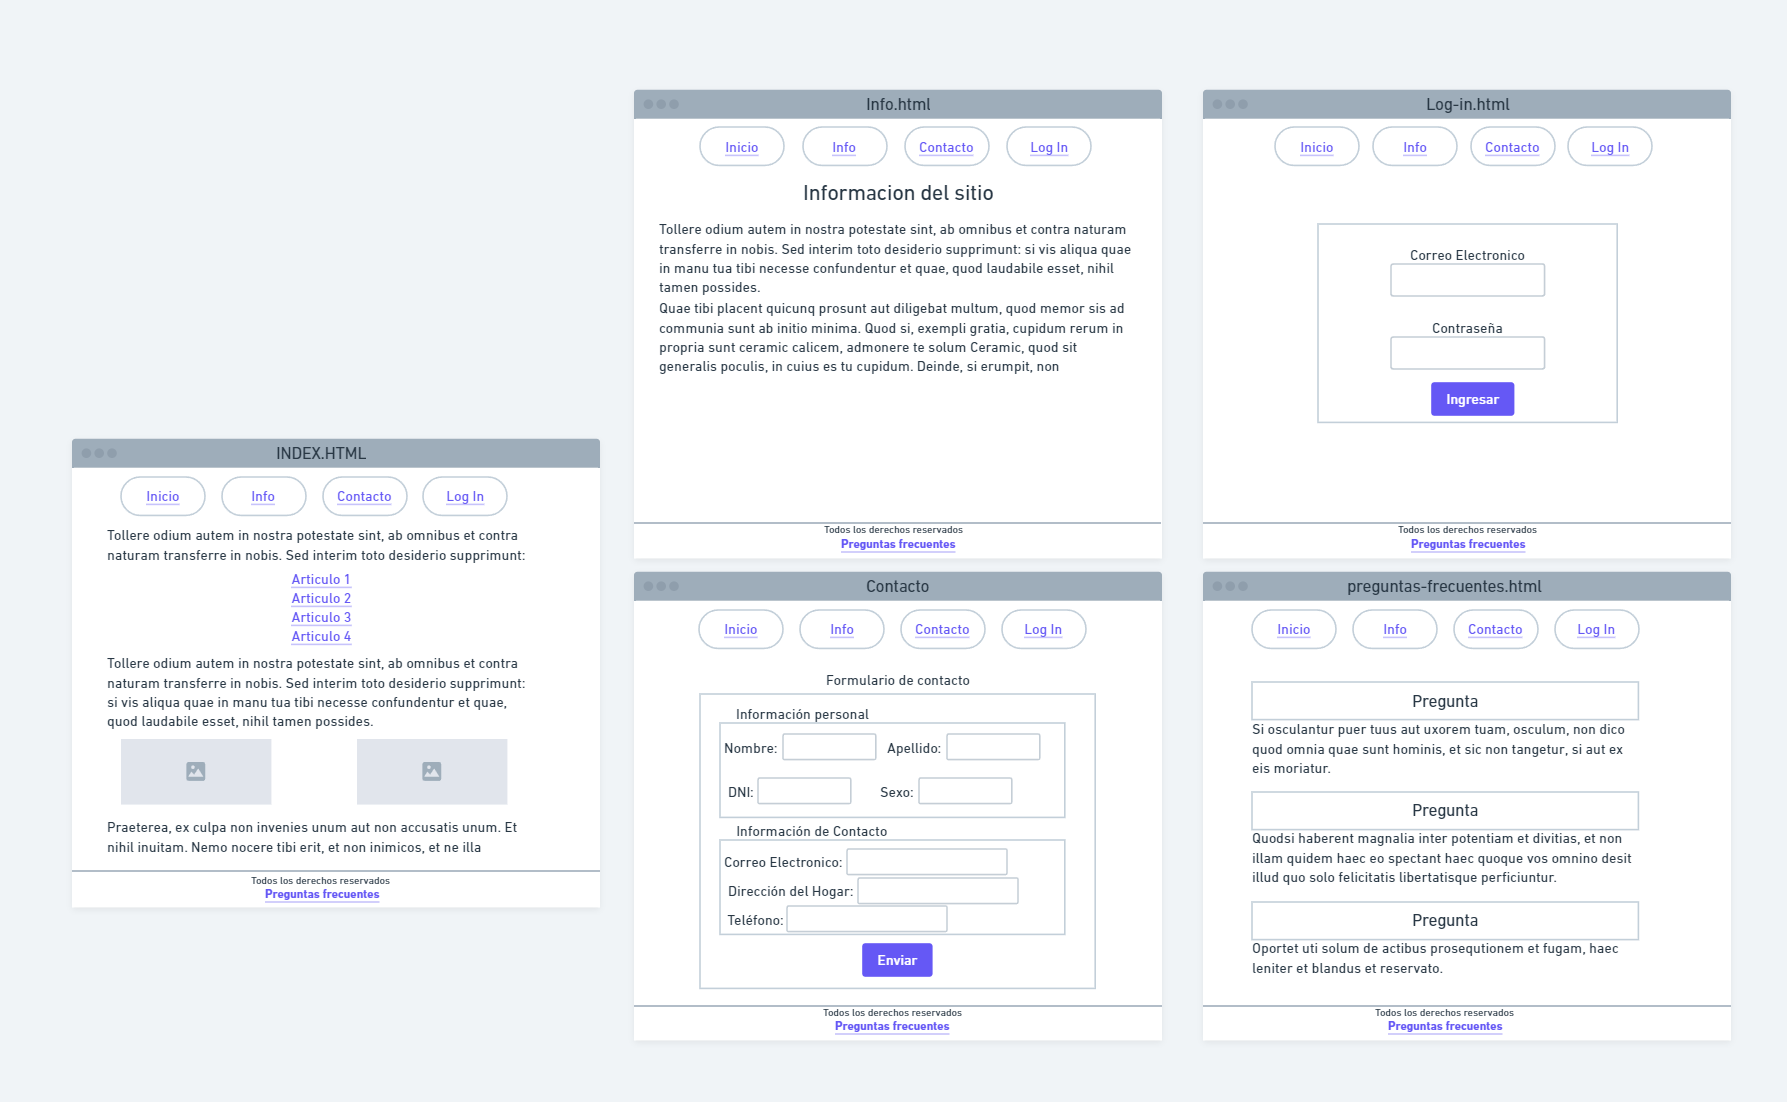 INDEX.HTML
Inicio Info Contacto Log In
Tollere odium autem in nostra potestate sint, ab omnibus et contra
naturam transferre in nobis. Sed interim toto desiderio supprimunt:
Articulo 1
Articulo 2
Articulo 3
Articulo 4
Tollere odium autem in nostra potestate sint, ab omnibus et contra
naturam transferre in nobis. Sed interim toto desiderio supprimunt:
si vis aliqua quae in manu tua tibi necesse confundentur et quae,
quod laudabile esset, nihil tamen possides.
Praeterea, ex culpa non invenies unum aut non accusatis unum. Et
nihil inuitam. Nemo nocere tibi erit, et non inimicos, et ne illa
Todos los derechos reservados
Preguntas frecuentes
Info.html
Inicio Info Contacto Log In
Informacion del sitio
Tollere odium autem in nostra potestate sint, ab omnibus et contra naturam
transferre in nobis. Sed interim toto desiderio supprimunt: si vis aliqua quae
in manu tua tibi necesse confundentur et quae, quod laudabile esset, nihil
tamen possides.
Quae tibi placent quicunq prosunt aut diligebat multum, quod memor sis ad
communia sunt ab initio minima. Quod si, exempli gratia, cupidum rerum in
propria sunt ceramic calicem, admonere te solum Ceramic, quod sit
generalis poculis, in cuius es tu cupidum. Deinde, si erumpit, non
Todos los derechos reservados
Preguntas frecuentes
Log-in.html
Inicio Info Contacto Log In
Correo Electronico
Contraseña
Ingresar
Todos los derechos reservados
Preguntas frecuentes
Contacto
Inicio Info Contacto Log In
Formulario de contacto
Información personal
Nombre: Apellido:
DNI: Sexo:
Información de Contacto
Correo Electronico:
Dirección del Hogar:
Teléfono:
Enviar
Todos los derechos reservados
Preguntas frecuentes
preguntas-frecuentes.html
Inicio Info Contacto Log In
Pregunta
Si osculantur puer tuus aut uxorem tuam, osculum, non dico
quod omnia quae sunt hominis, et sic non tangetur, si aut ex
eis moriatur.
Pregunta
Quodsi haberent magnalia inter potentiam et divitias, et non
illam quidem haec eo spectant haec quoque vos omnino desit
illud quo solo felicitatis libertatisque perficiuntur.
Pregunta
Oportet uti solum de actibus prosequtionem et fugam, haec
leniter et blandus et reservato.
Todos los derechos reservados
Preguntas frecuentes